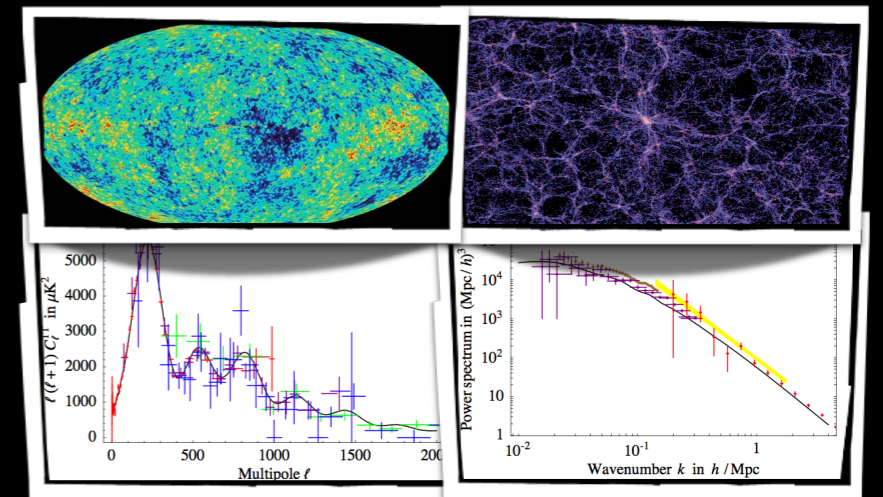 5000
4000
3000
2000
1000
0
ℓ (ℓ + 1) C_ℓ^TT in μK²
0 500 1000 1500 200
Multipole ℓ
10⁴
10³
10²
10
1
Power spectrum in (Mpc / h)³
10⁻² 10⁻¹ 1
Wavenumber k in h / Mpc